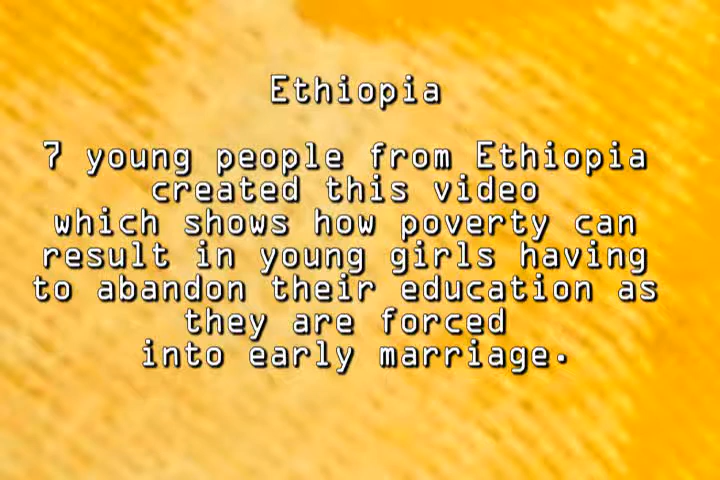 Ethiopia
7 young people from Ethiopia
created this video
which shows how poverty can
result in young girls having
to abandon their education as
they are forced
into early marriage.